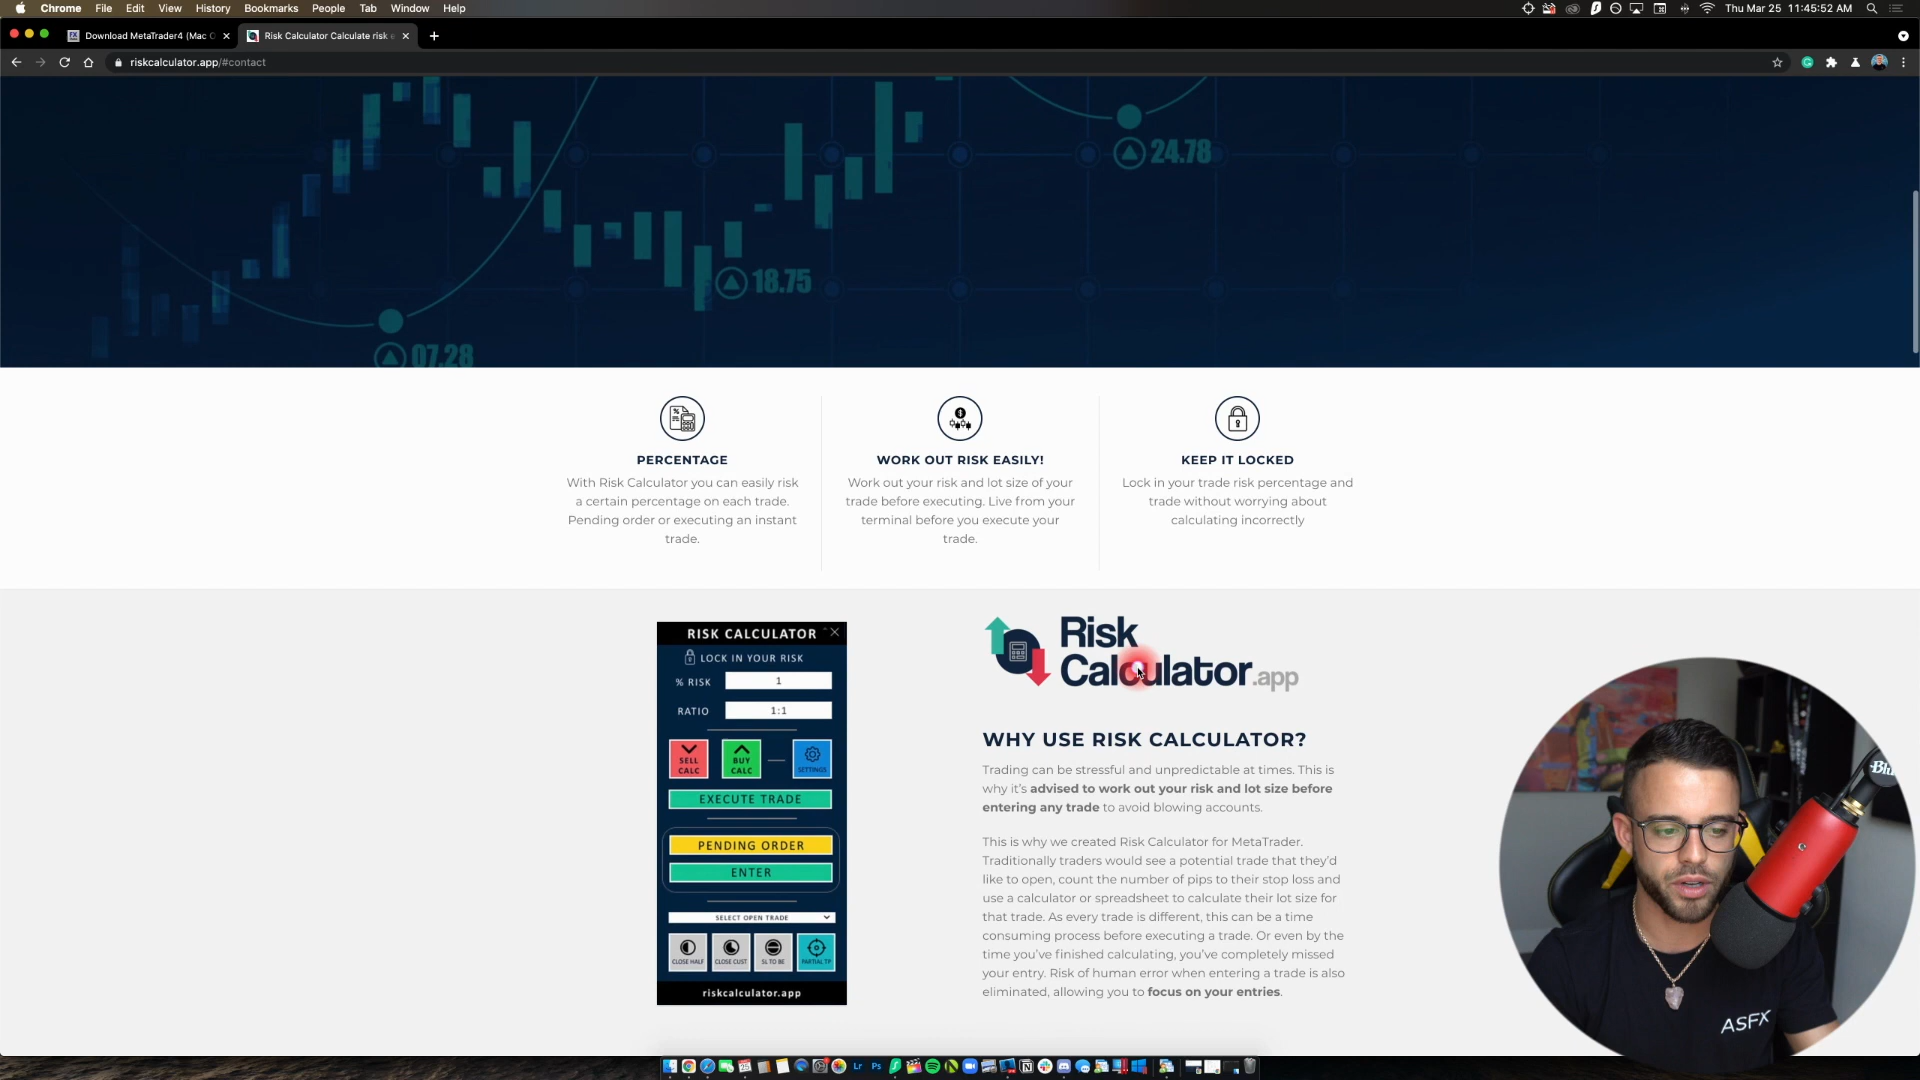 Chrome File Edit View History Bookmarks People Tab Window Help
Thu Mar 25 11:45:52 AM
Download MetaTrader4 (Mac O
Risk Calculator Calculate risk e
riskcalculator.app/#contact
24.78
18.75
07.28
PERCENTAGE
With Risk Calculator you can easily risk
a certain percentage on each trade.
Pending order or executing an instant
trade.
WORK OUT RISK EASILY!
Work out your risk and lot size of your
trade before executing. Live from your
terminal before you execute your
trade.
KEEP IT LOCKED
Lock in your trade risk percentage and
trade without worrying about
calculating incorrectly
RISK CALCULATOR
LOCK IN YOUR RISK
% RISK 1
RATIO 1:1
SELL CALC
BUY CALC
SETTINGS
EXECUTE TRADE
PENDING ORDER
ENTER
SELECT OPEN TRADE
CLOSE HALF
CLOSE CUST
SL TO BE
PARTIAL TP
riskcalculator.app
Risk
Calculator.app
WHY USE RISK CALCULATOR?
Trading can be stressful and unpredictable at times. This is
why it's advised to work out your risk and lot size before
entering any trade to avoid blowing accounts.
This is why we created Risk Calculator for MetaTrader.
Traditionally traders would see a potential trade that they'd
like to open, count the number of pips to their stop loss and
use a calculator or spreadsheet to calculate their lot size for
that trade. As every trade is different, this can be a time
consuming process before executing a trade. Or even by the
time you've finished calculating, you've completely missed
your entry. Risk of human error when entering a trade is also
eliminated, allowing you to focus on your entries.
ASFX
Lr
Ps